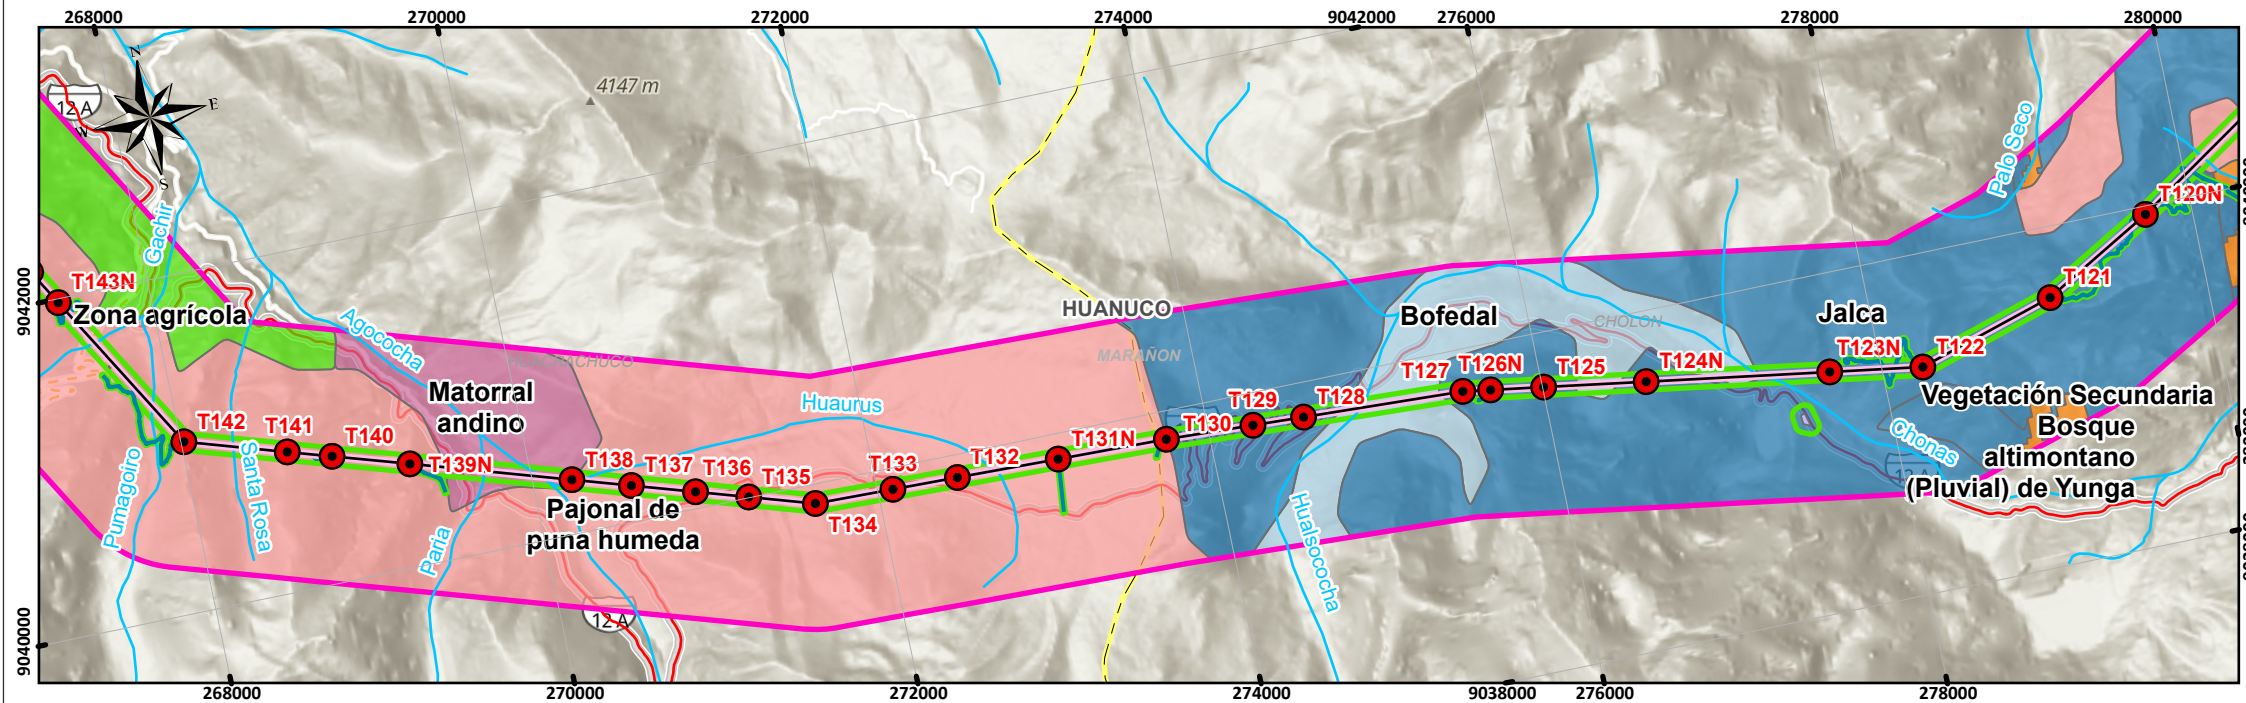 268000
270000
272000
274000
9042000
276000
278000
280000
N
E
W
S
12 A
4147 m
Gachir
Palo Seco
T120N
T143N
9042000
Zona agrícola
Agococha
HUANUCO
Bofedal
CHOLON
Jalca
T121
MARAÑON
Matorral
andino
Huaurus
T127
T126N
T125
T124N
T123N
T122
T142
T141
T140
T139N
T138
T137
T136
T135
T134
T133
T132
T131N
T130
T129
T128
Vegetación Secundaria
Bosque
altimontano
(Pluvial) de Yunga
Chonas
12 A
Pumagoiro
Santa Rosa
Paria
Pajonal de
puna humeda
Hualsococha
12 A
9040000
268000
270000
272000
274000
9038000
276000
278000